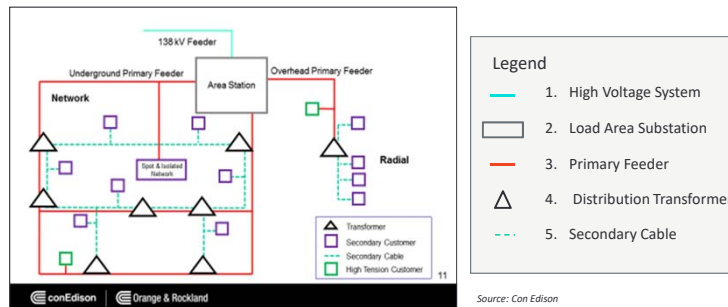 138 kV Feeder
Underground Primary Feeder
Area Station
Overhead Primary Feeder
Network
Spot & Isolated
Network
Radial
Transformer
Secondary Customer
Secondary Cable
High Tension Customer
11
conEdison
Orange & Rockland
Legend
1. High Voltage System
2. Load Area Substation
3. Primary Feeder
4. Distribution Transforme
5. Secondary Cable
Source: Con Edison